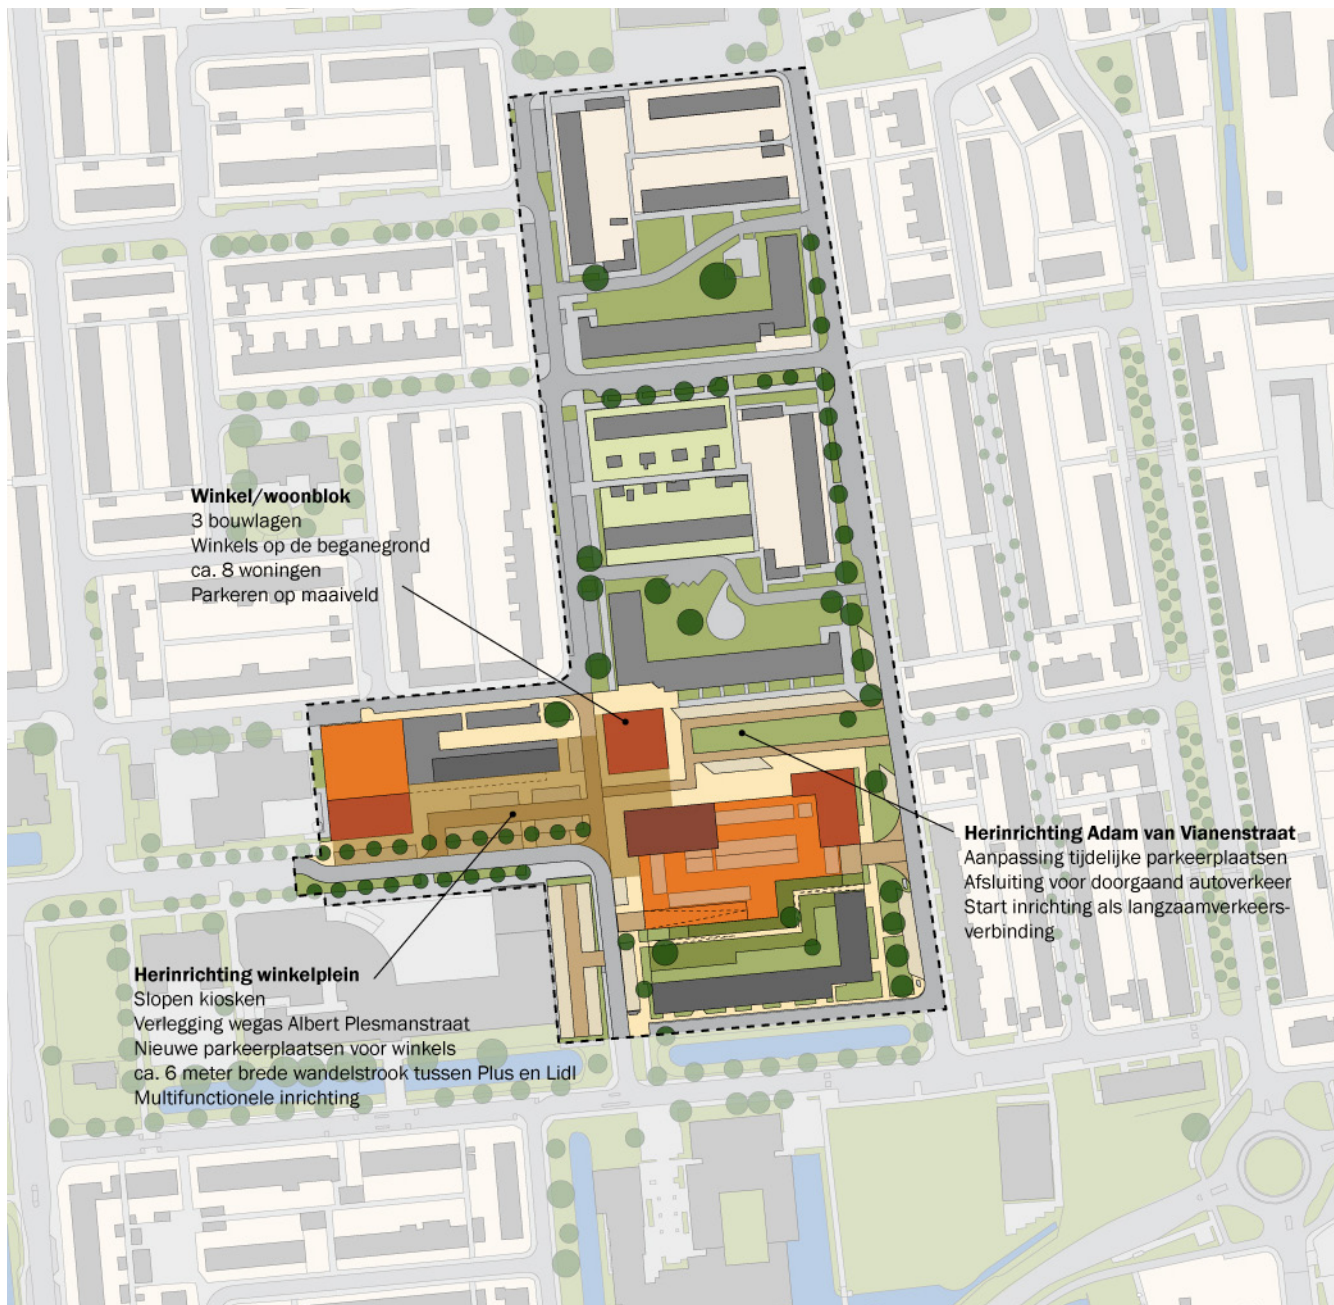 Winkel/woonblok
3 bouwlagen
Winkels op de beganegrond
ca. 8 woningen
Parkeren op maaiveld
Herinrichting Adam van Vianenstraat
Aanpassing tijdelijke parkeerplaatsen
Afsluiting voor doorgaand autoverkeer
Start inrichting als langzaamverkeers-
verbinding
Herinrichting winkelplein
Slopen kiosken
Verlegging wegas Albert Plesmanstraat
Nieuwe parkeerplaatsen voor winkels
ca. 6 meter brede wandelstrook tussen Plus en Lidl
Multifunctionele inrichting